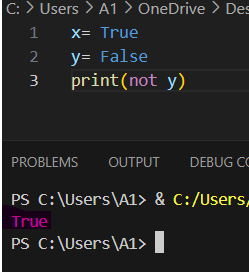 C: > Users > A1 > OneDrive > Des
1 x= True
2 y= False
3 print(not y)
PROBLEMS OUTPUT DEBUG CO
PS C:\Users\A1> & C:/Users/
True
PS C:\Users\A1>